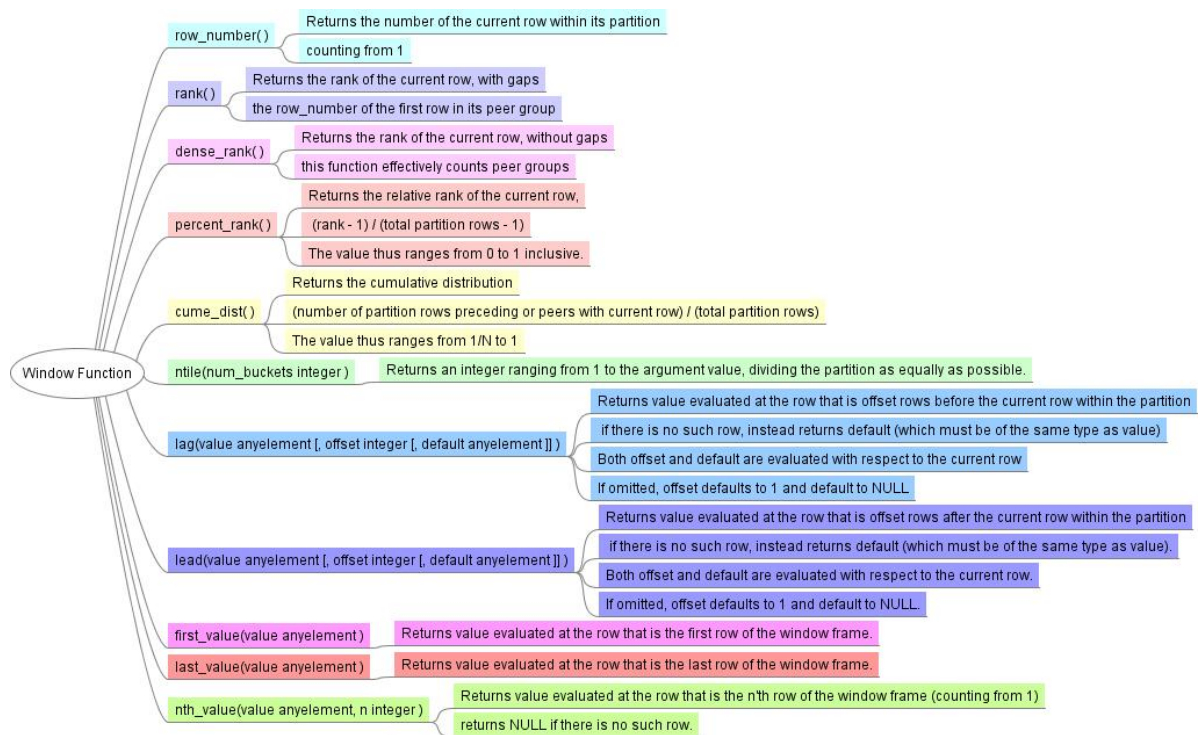 Window Function
row_number( )
Returns the number of the current row within its partition
counting from 1
rank( )
Returns the rank of the current row, with gaps
the row_number of the first row in its peer group
dense_rank( )
Returns the rank of the current row, without gaps
this function effectively counts peer groups
percent_rank( )
Returns the relative rank of the current row,
(rank - 1) / (total partition rows - 1)
The value thus ranges from 0 to 1 inclusive.
cume_dist( )
Returns the cumulative distribution
(number of partition rows preceding or peers with current row) / (total partition rows)
The value thus ranges from 1/N to 1
ntile(num_buckets integer )
Returns an integer ranging from 1 to the argument value, dividing the partition as equally as possible.
lag(value anyelement [, offset integer [, default anyelement ]] )
Returns value evaluated at the row that is offset rows before the current row within the partition
if there is no such row, instead returns default (which must be of the same type as value)
Both offset and default are evaluated with respect to the current row
If omitted, offset defaults to 1 and default to NULL
lead(value anyelement [, offset integer [, default anyelement ]] )
Returns value evaluated at the row that is offset rows after the current row within the partition
if there is no such row, instead returns default (which must be of the same type as value).
Both offset and default are evaluated with respect to the current row.
If omitted, offset defaults to 1 and default to NULL.
first_value(value anyelement )
Returns value evaluated at the row that is the first row of the window frame.
last_value(value anyelement )
Returns value evaluated at the row that is the last row of the window frame.
nth_value(value anyelement, n integer )
Returns value evaluated at the row that is the n'th row of the window frame (counting from 1)
returns NULL if there is no such row.